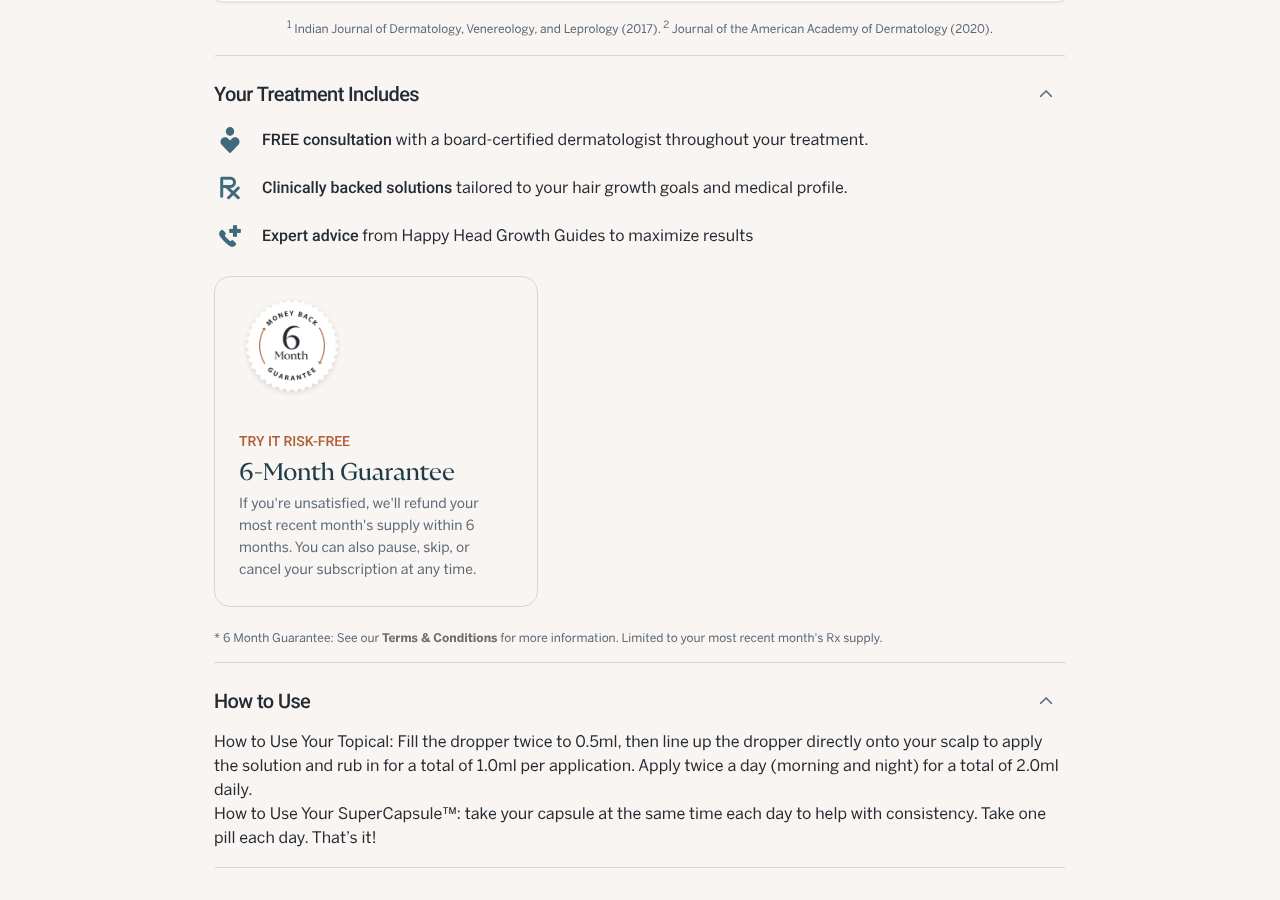 1 Indian Journal of Dermatology, Venereology, and Leprology (2017). 2 Journal of the American Academy of Dermatology (2020).
Your Treatment Includes
FREE consultation with a board-certified dermatologist throughout your treatment.
Rx
Clinically backed solutions tailored to your hair growth goals and medical profile.
Expert advice from Happy Head Growth Guides to maximize results
MONEY BACK
6
Month
GUARANTEE
TRY IT RISK-FREE
6-Month Guarantee
If you're unsatisfied, we'll refund your
most recent month's supply within 6
months. You can also pause, skip, or
cancel your subscription at any time.
* 6 Month Guarantee: See our Terms & Conditions for more information. Limited to your most recent month's Rx supply.
How to Use
How to Use Your Topical: Fill the dropper twice to 0.5ml, then line up the dropper directly onto your scalp to apply
the solution and rub in for a total of 1.0ml per application. Apply twice a day (morning and night) for a total of 2.0ml
daily.
How to Use Your SuperCapsule™: take your capsule at the same time each day to help with consistency. Take one
pill each day. That’s it!